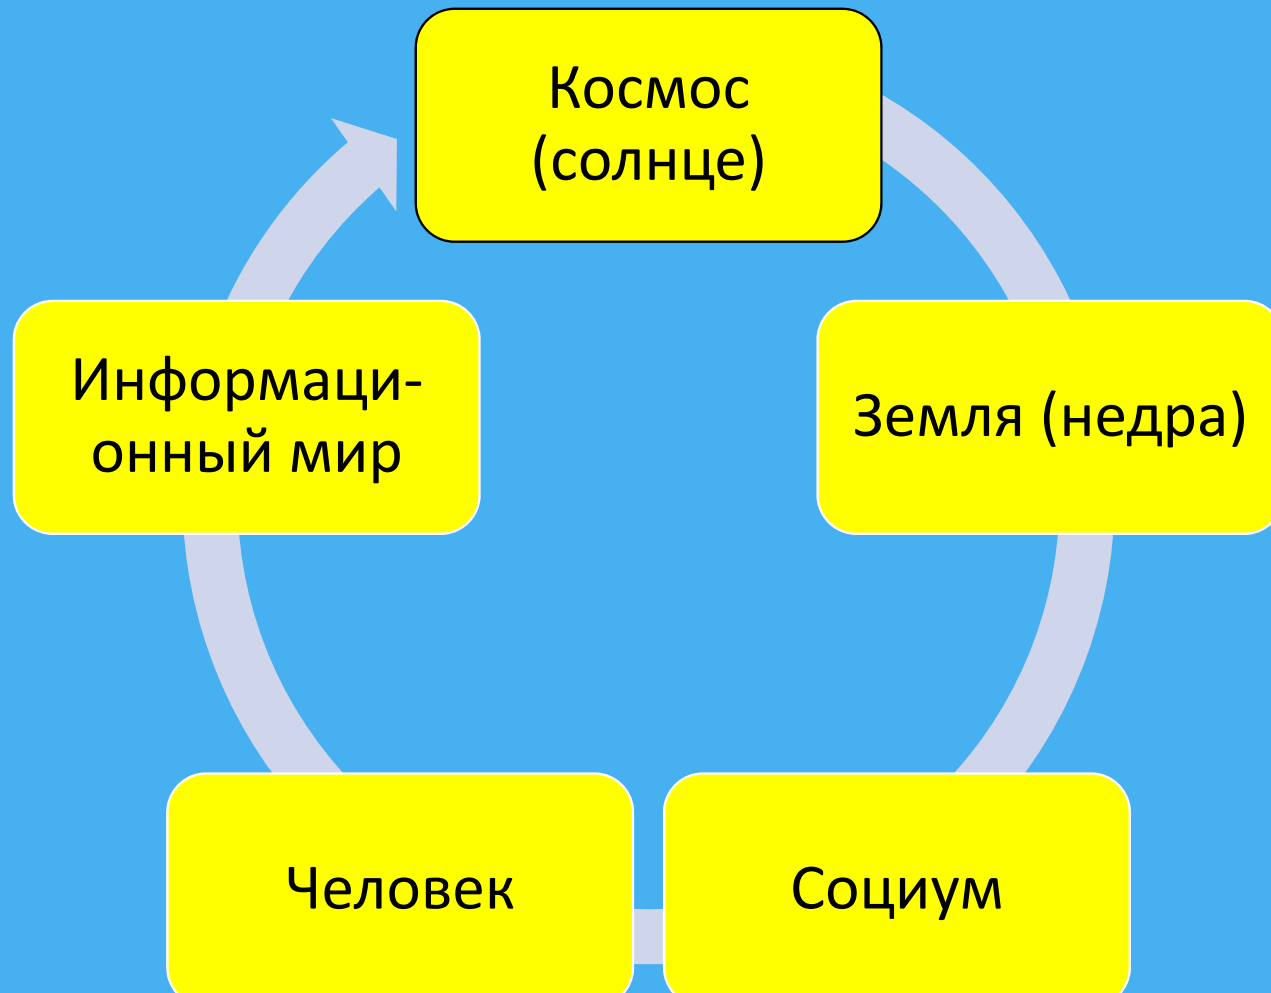 Космос
(солнце)
Земля (недра)
Социум
Человек
Информаци-
онный мир